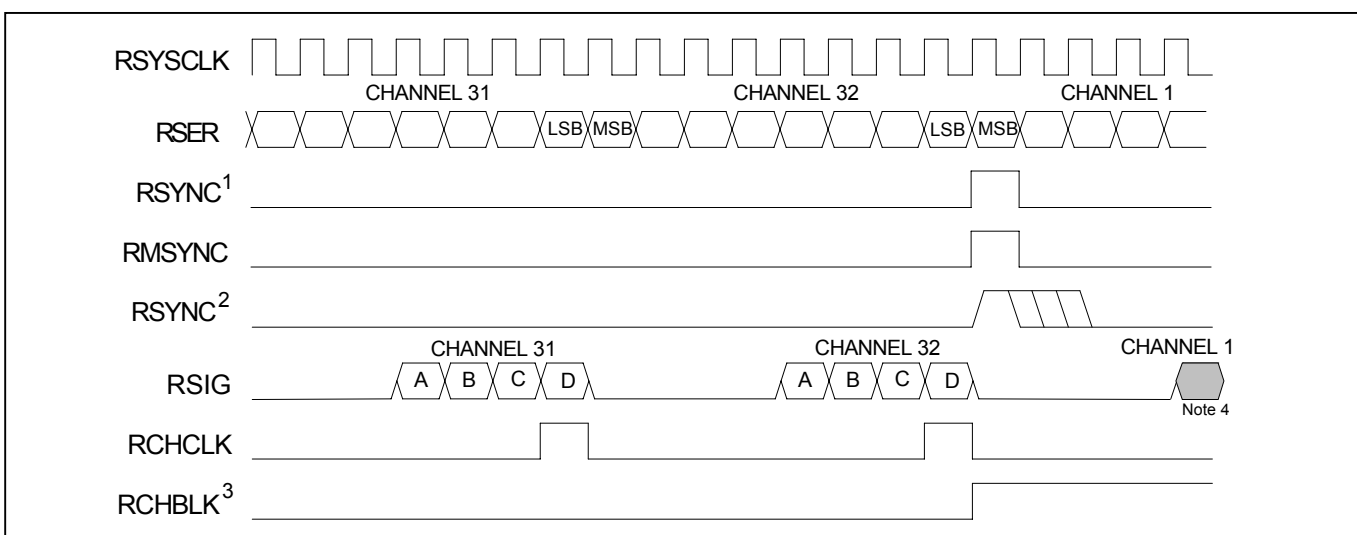 RSYSCLK
CHANNEL 31 CHANNEL 32 CHANNEL 1
RSER LSB MSB LSB MSB
RSYNC1
RMSYNC
RSYNC2
CHANNEL 31 CHANNEL 32 CHANNEL 1
RSIG A B C D A B C D
Note 4
RCHCLK
RCHBLK3